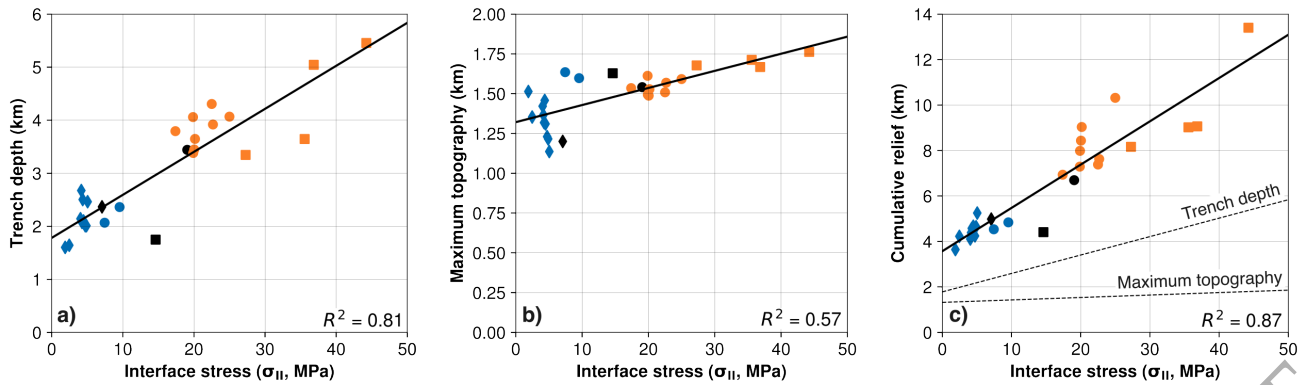 6
5
4
3
2
1
0
Trench depth (km)
a)
R² = 0.81
0 10 20 30 40 50
Interface stress (σII, MPa)
2.00
1.75
1.50
1.25
1.00
0.75
0.50
0.25
0.00
Maximum topography (km)
b)
R² = 0.57
0 10 20 30 40 50
Interface stress (σII, MPa)
14
12
10
8
6
4
2
0
Cumulative relief (km)
Trench depth
Maximum topography
c)
R² = 0.87
0 10 20 30 40 50
Interface stress (σII, MPa)